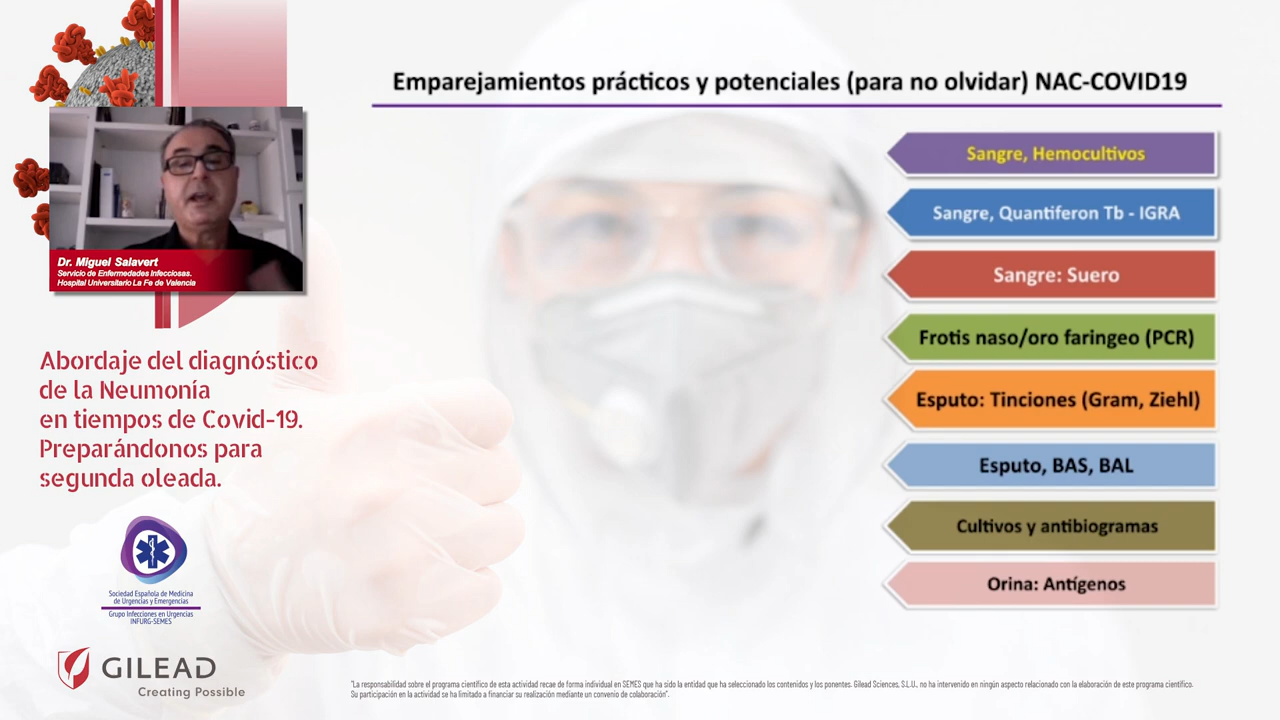 Emparejamientos prácticos y potenciales (para no olvidar) NAC-COVID19
Dr. Miguel Salavert
Servicio de Enfermedades Infecciosas.
Hospital Universitario La Fe de Valencia
Abordaje del diagnóstico
de la Neumonía
en tiempos de Covid-19.
Preparándonos para
segunda oleada.
Sociedad Española de Medicina
de Urgencias y Emergencias
Grupo Infecciones en Urgencias
INFURG-SEMES
GILEAD
Creating Possible
Sangre, Hemocultivos
Sangre, Quantiferon Tb - IGRA
Sangre: Suero
Frotis naso/oro faringeo (PCR)
Esputo: Tinciones (Gram, Ziehl)
Esputo, BAS, BAL
Cultivos y antibiogramas
Orina: Antígenos
"La responsabilidad sobre el programa científico de esta actividad recae de forma individual en SEMES que ha sido la entidad que ha seleccionado los contenidos y los ponentes. Gilead Sciences, S.L.U., no ha intervenido en ningún aspecto relacionado con la elaboración de este programa científico.
Su participación en la actividad se ha limitado a financiar su realización mediante un convenio de colaboración".